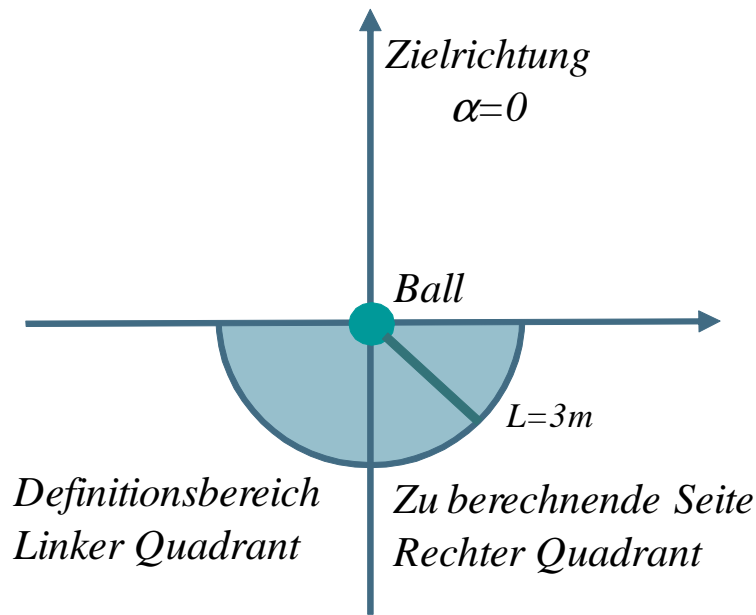 Zielrichtung
α=0
Ball
L=3m
Definitionsbereich
Linker Quadrant
Zu berechnende Seite
Rechter Quadrant